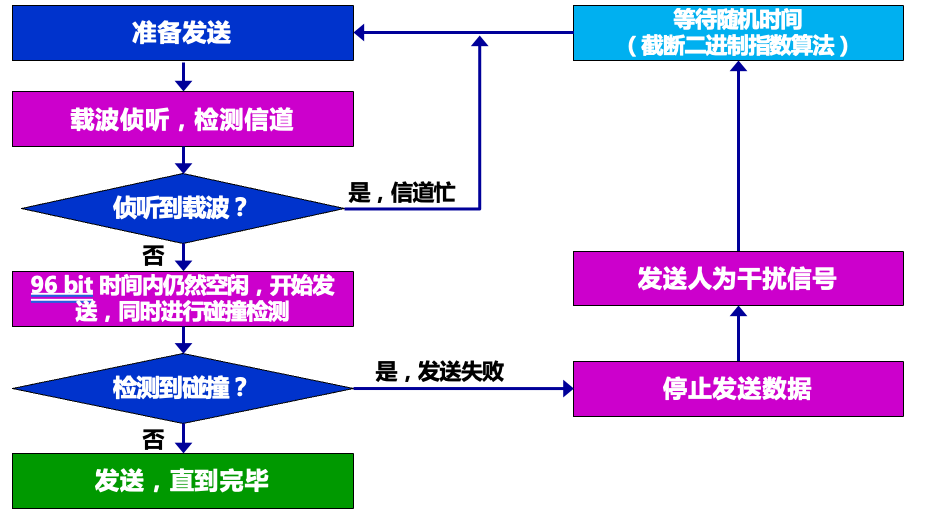 准备发送
等待随机时间
（截断二进制指数算法）
载波侦听，检测信道
侦听到载波？
是，信道忙
否
96 bit 时间内仍然空闲，开始发
送，同时进行碰撞检测
发送人为干扰信号
检测到碰撞？
是，发送失败
停止发送数据
否
发送，直到完毕